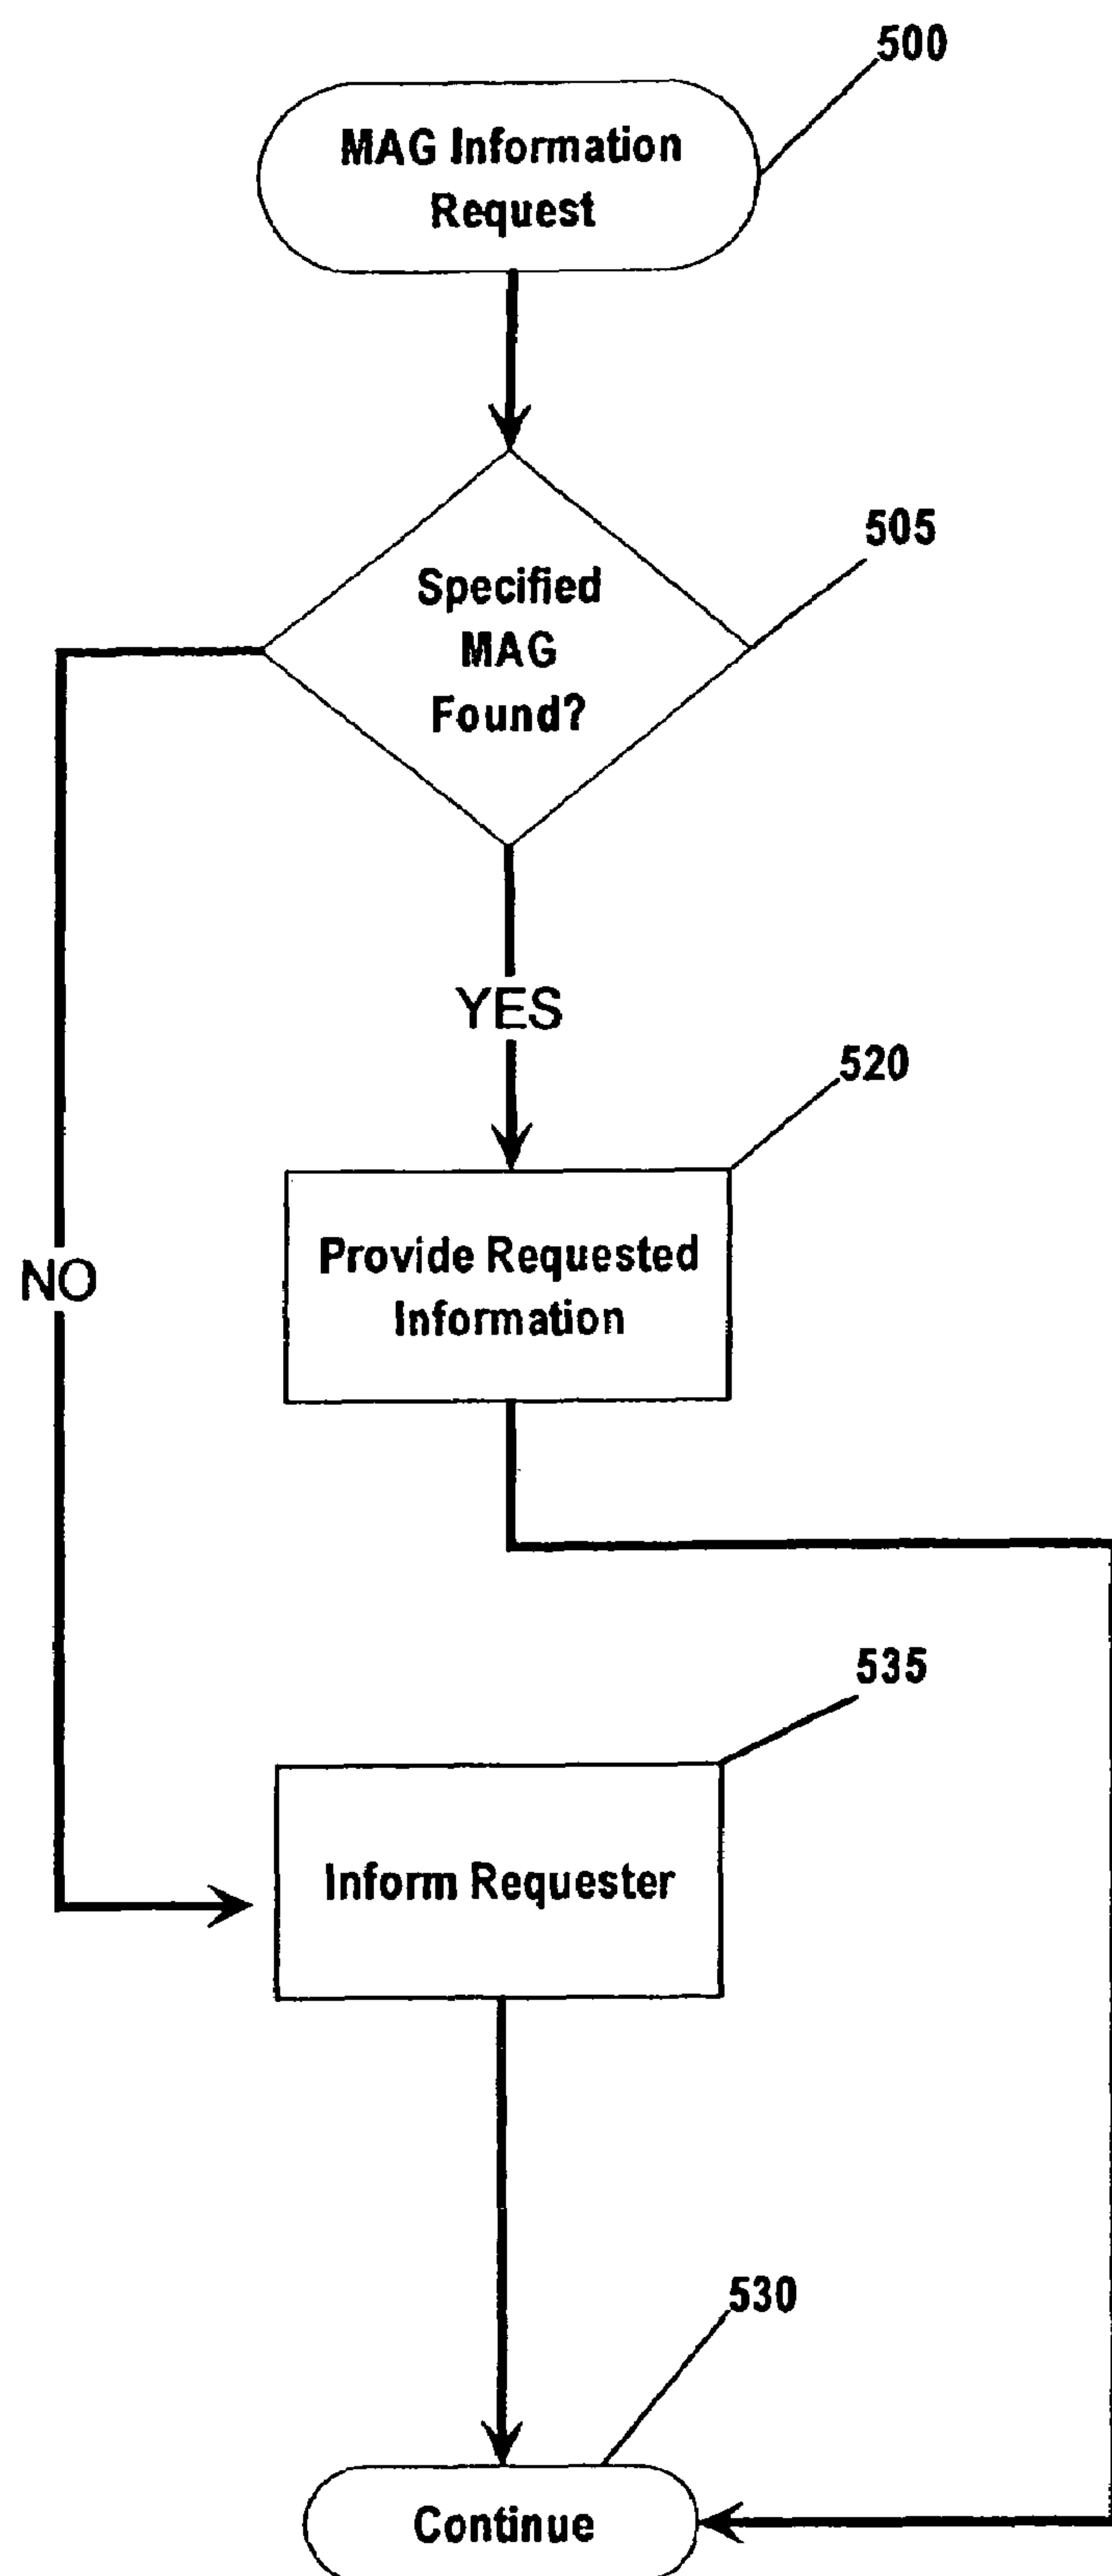 500
MAG Information
Request
505
Specified
MAG
Found?
YES
520
NO
Provide Requested
Information
535
Inform Requester
530
Continue